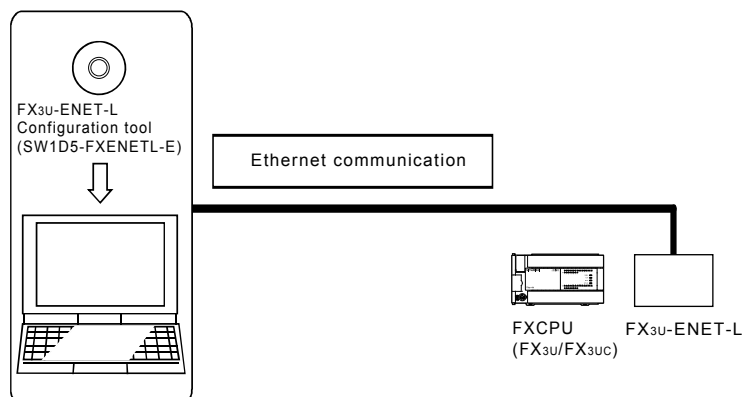 FX3U-ENET-L
Configuration tool
(SW1D5-FXENETL-E)
Ethernet communication
FXCPU
(FX3U/FX3UC)
FX3U-ENET-L